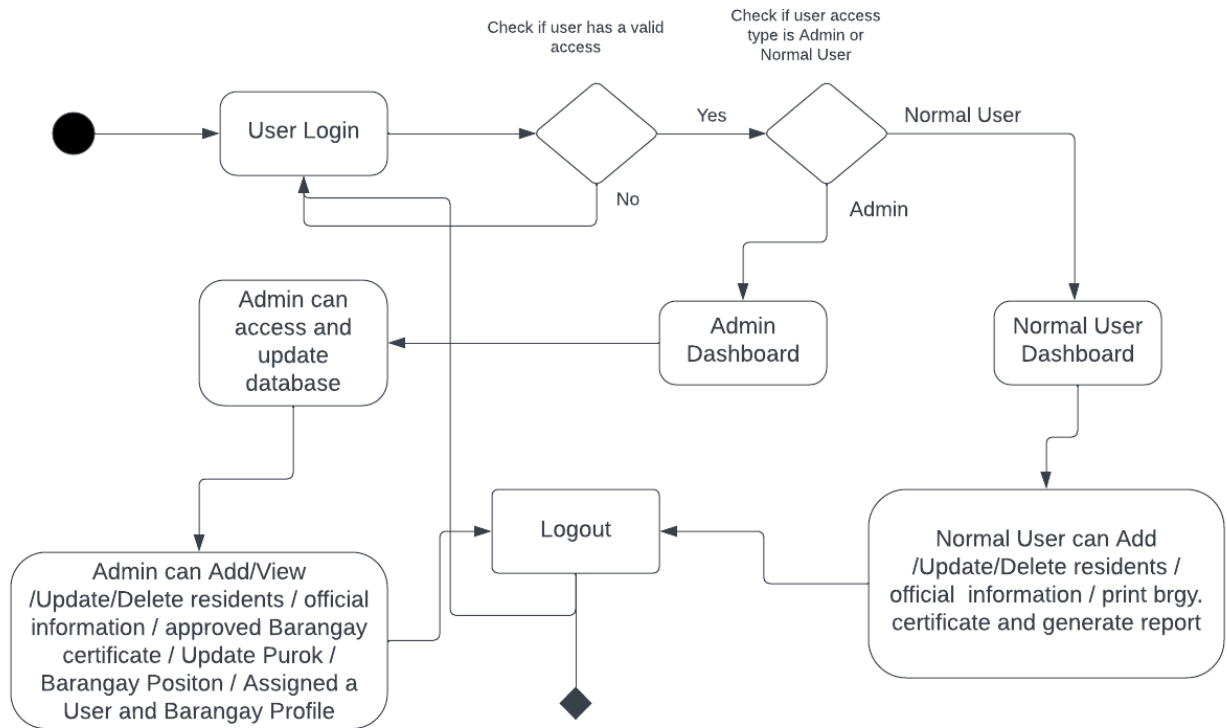 Check if user has a valid
access
Check if user access
type is Admin or
Normal User
User Login
Yes
Normal User
No
Admin
Admin can
access and
update
database
Admin
Dashboard
Normal User
Dashboard
Logout
Normal User can Add
/Update/Delete residents /
official  information / print brgy.
certificate and generate report
Admin can Add/View
/Update/Delete residents / official
information / approved Barangay
certificate / Update Purok /
Barangay Positon / Assigned a
User and Barangay Profile